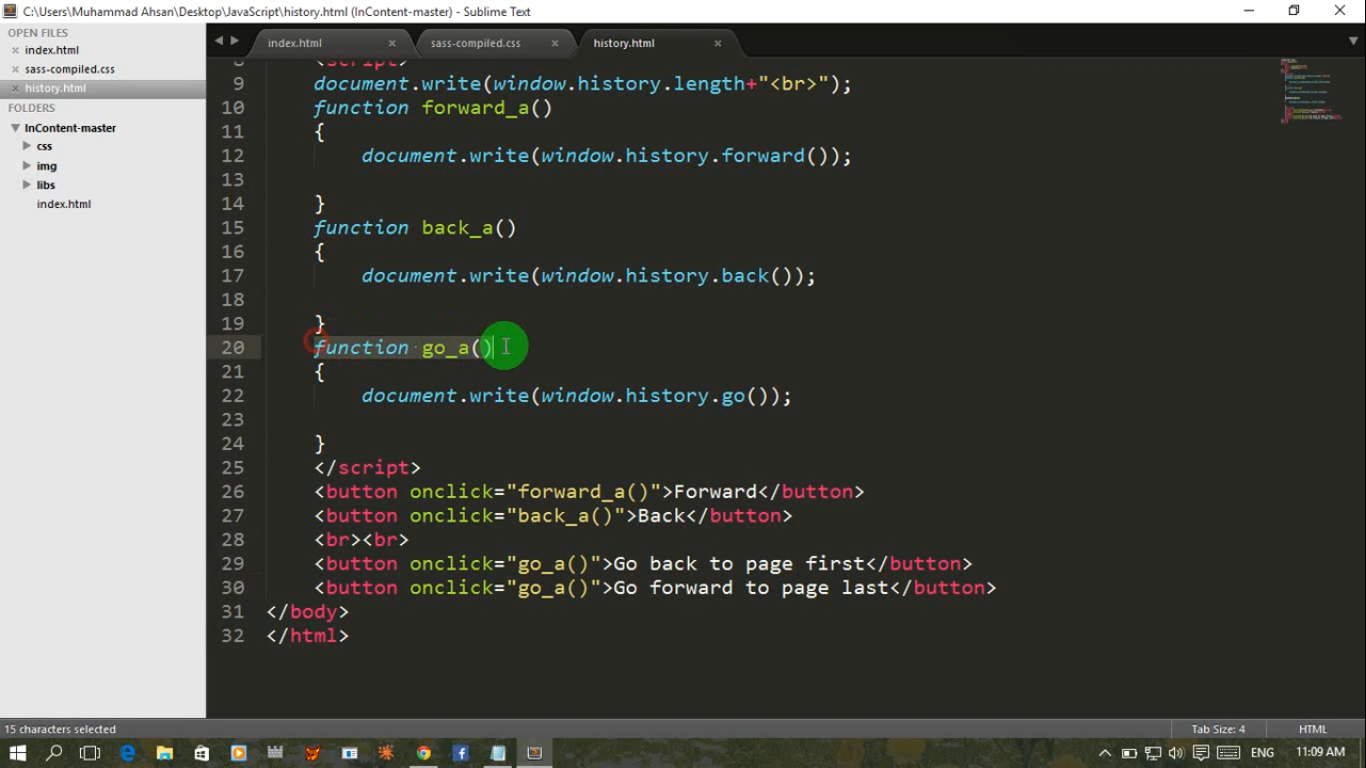 C:\Users\Muhammad Ahsan\Desktop\JavaScript\history.html (InContent-master) - Sublime Text
OPEN FILES
index.html
sass-compiled.css
history.html
FOLDERS
InContent-master
css
img
libs
index.html
index.html
sass-compiled.css
history.html
8 <script>
9 document.write(window.history.length+"<br>");
10 function forward_a()
11 {
12 document.write(window.history.forward());
13
14 }
15 function back_a()
16 {
17 document.write(window.history.back());
18
19 }
20 function go_a()
21 {
22 document.write(window.history.go());
23
24 }
25 </script>
26 <button onclick="forward_a()">Forward</button>
27 <button onclick="back_a()">Back</button>
28 <br><br>
29 <button onclick="go_a()">Go back to page first</button>
30 <button onclick="go_a()">Go forward to page last</button>
31 </body>
32 </html>
15 characters selected
Tab Size: 4
HTML
ENG
11:09 AM